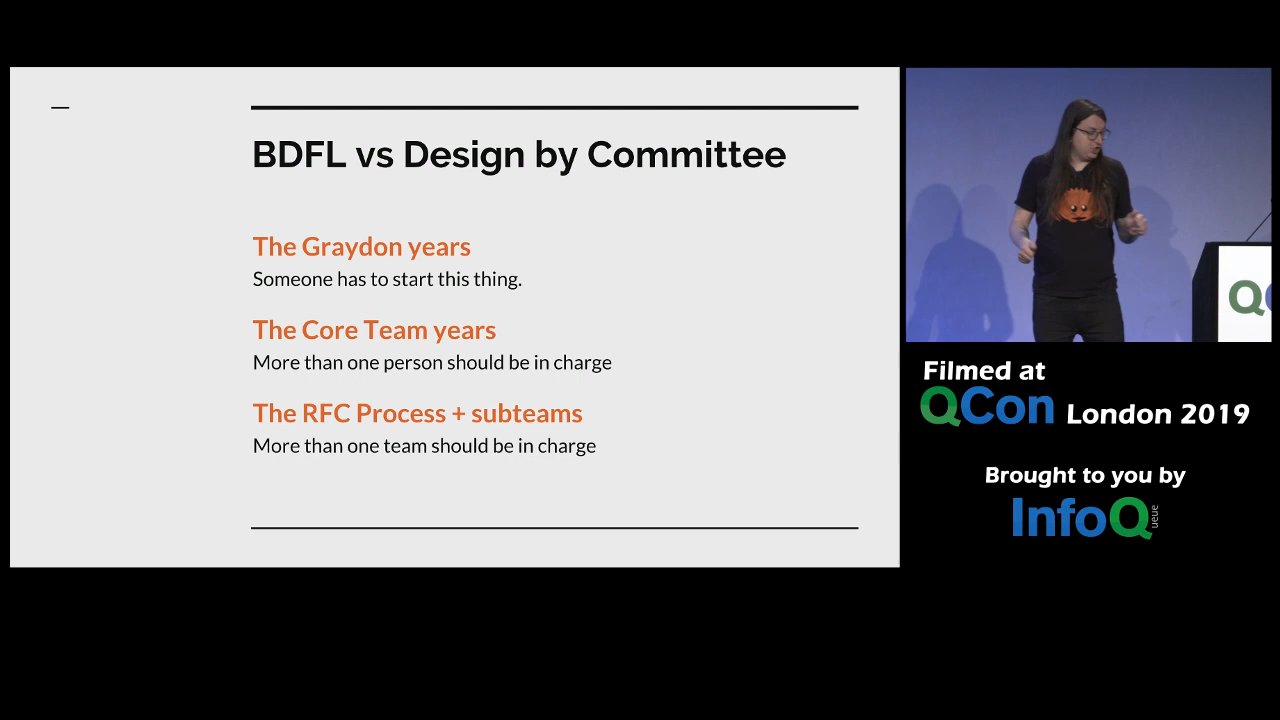 BDFL vs Design by Committee
The Graydon years
Someone has to start this thing.
The Core Team years
More than one person should be in charge
The RFC Process + subteams
More than one team should be in charge
Filmed at
QCon London 2019
Brought to you by
InfoQ
ueue